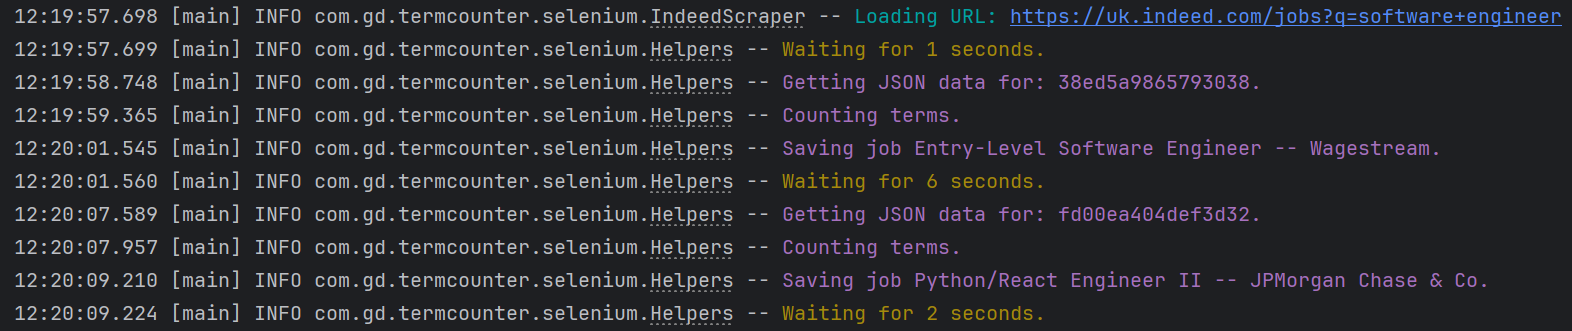 12:19:57.698 [main] INFO com.gd.termcounter.selenium.IndeedScraper -- Loading URL: https://uk.indeed.com/jobs?q=software+engineer
12:19:57.699 [main] INFO com.gd.termcounter.selenium.Helpers -- Waiting for 1 seconds.
12:19:58.748 [main] INFO com.gd.termcounter.selenium.Helpers -- Getting JSON data for: 38ed5a9865793038.
12:19:59.365 [main] INFO com.gd.termcounter.selenium.Helpers -- Counting terms.
12:20:01.545 [main] INFO com.gd.termcounter.selenium.Helpers -- Saving job Entry-Level Software Engineer -- Wagestream.
12:20:01.560 [main] INFO com.gd.termcounter.selenium.Helpers -- Waiting for 6 seconds.
12:20:07.589 [main] INFO com.gd.termcounter.selenium.Helpers -- Getting JSON data for: fd00ea404def3d32.
12:20:07.957 [main] INFO com.gd.termcounter.selenium.Helpers -- Counting terms.
12:20:09.210 [main] INFO com.gd.termcounter.selenium.Helpers -- Saving job Python/React Engineer II -- JPMorgan Chase & Co.
12:20:09.224 [main] INFO com.gd.termcounter.selenium.Helpers -- Waiting for 2 seconds.